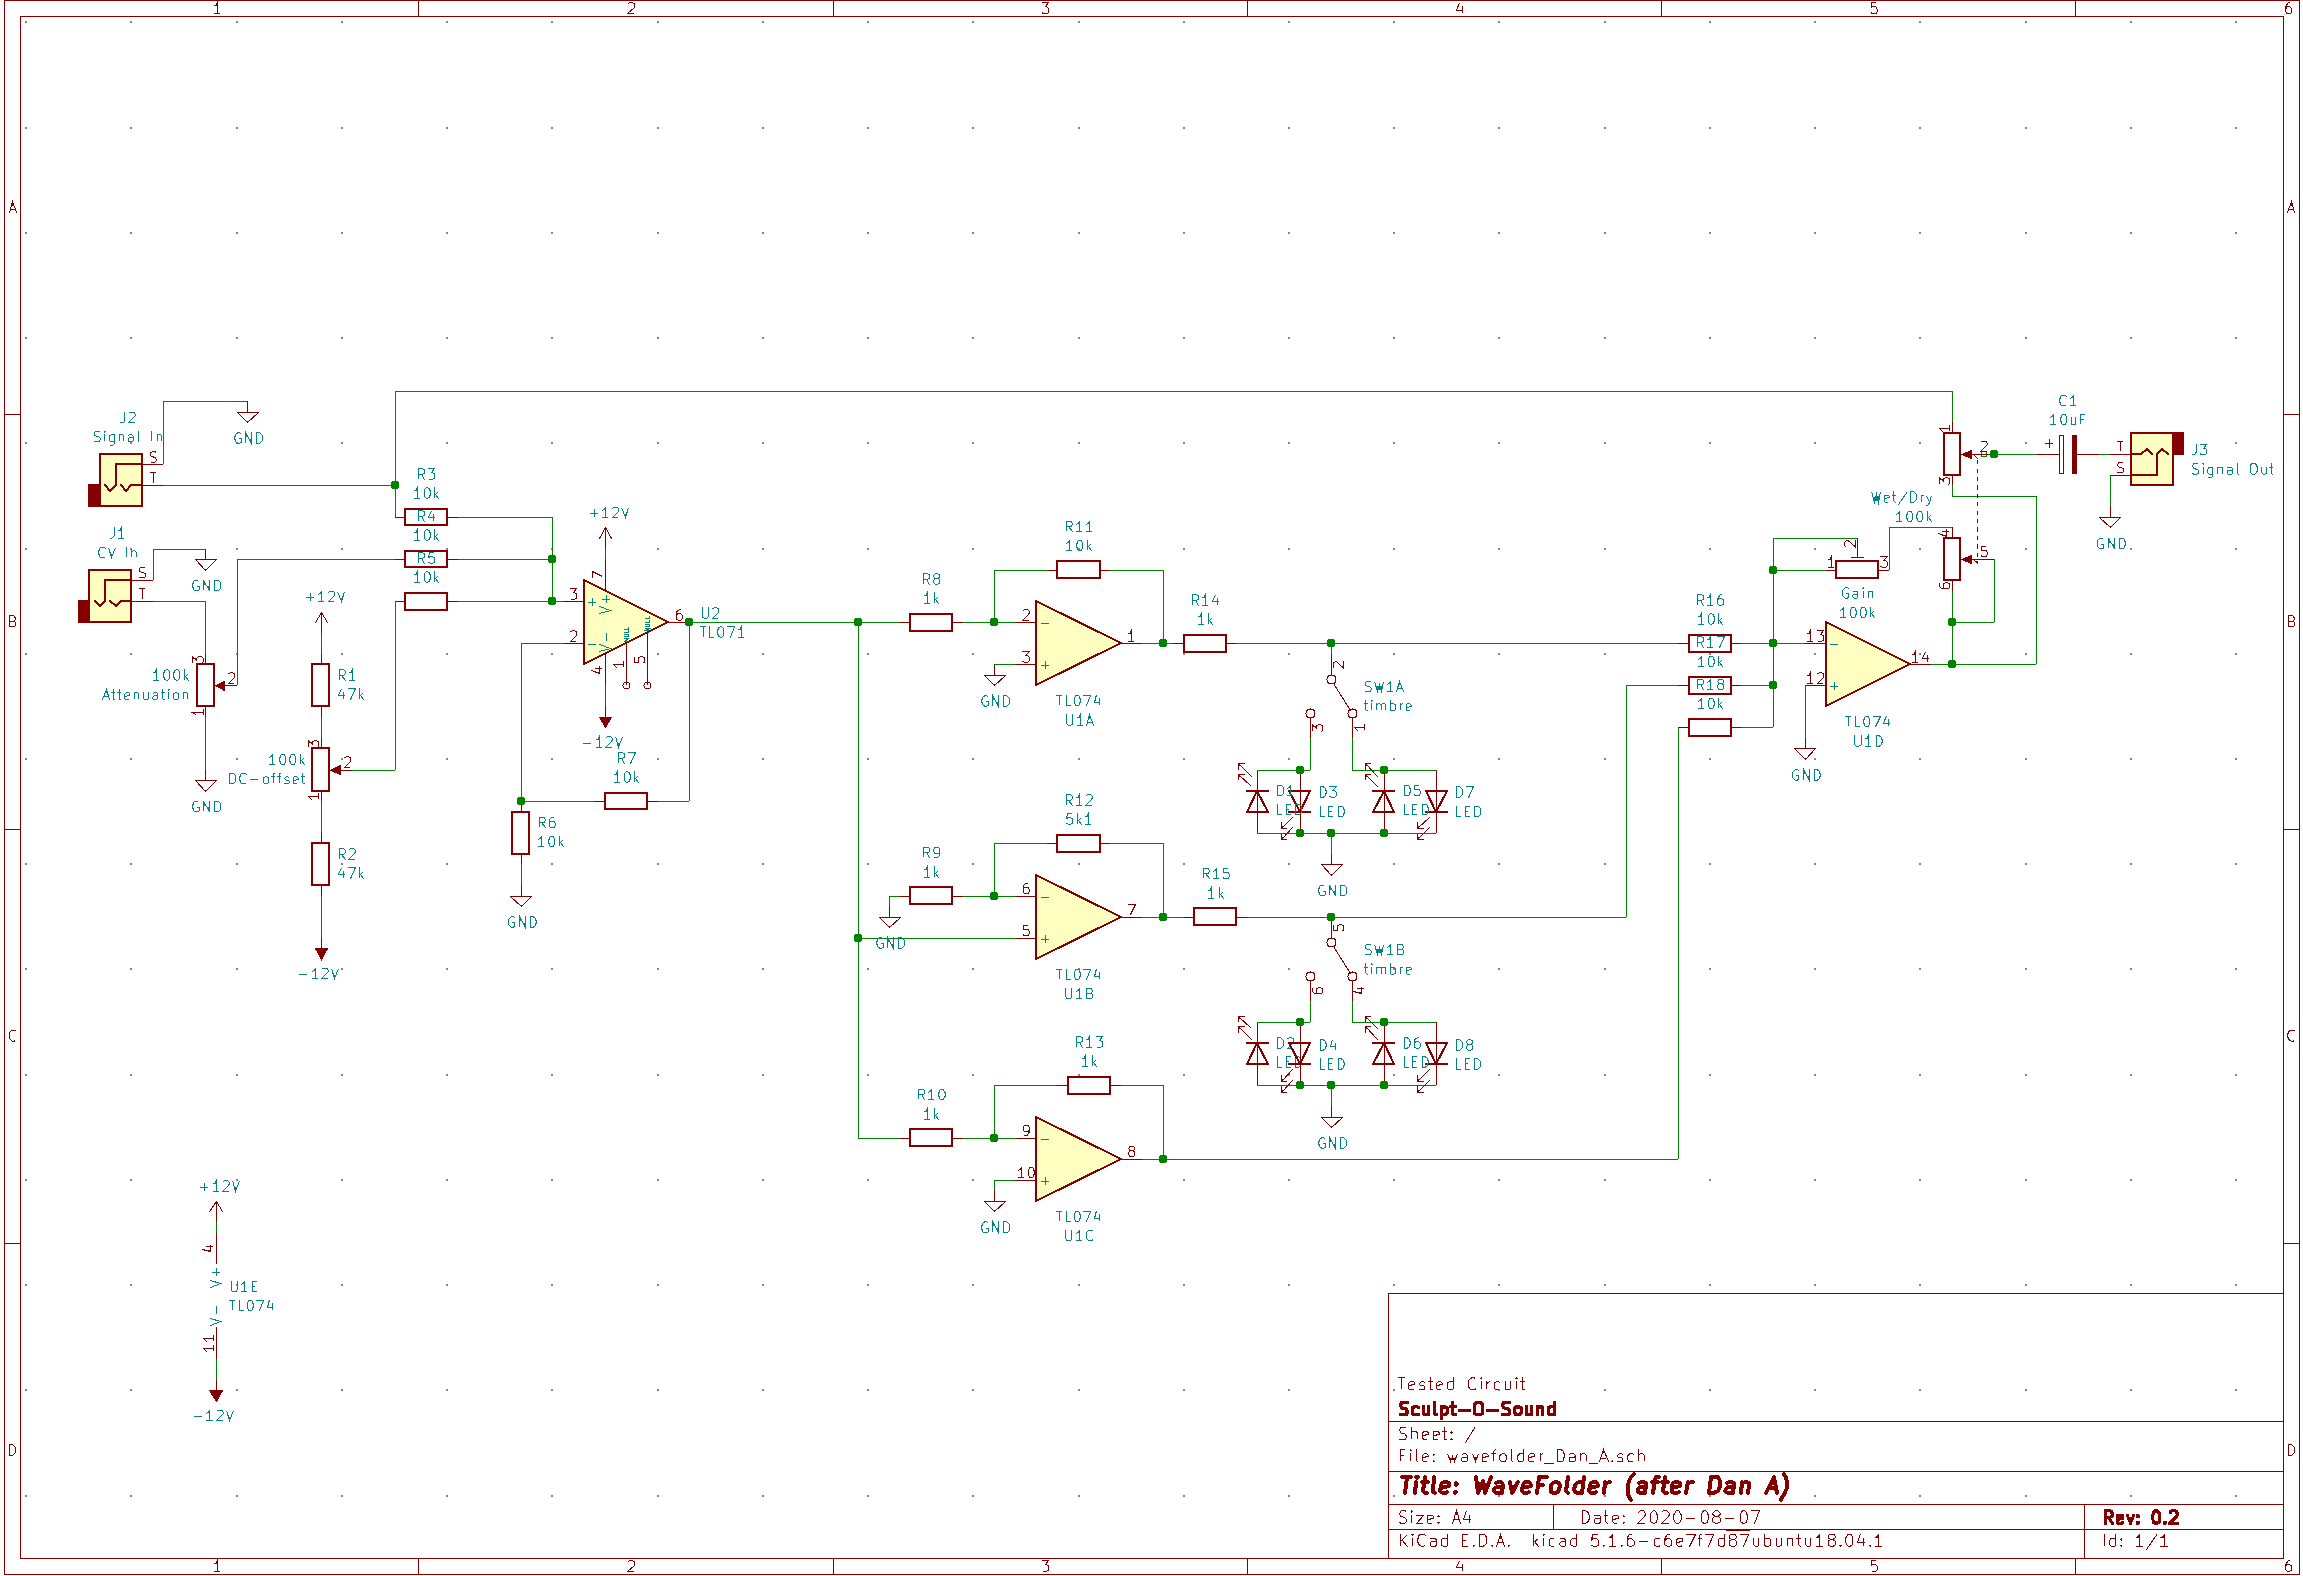 1 2 3 4 5 6
A A
J2
Signal In
S
T
GND
J1
CV In
S
T
GND
R3
10k
R4
10k
R5
10k
100k
Attenuation
3
2
1
GND
+12V
R1
47k
100k
DC-offset
3
2
1
R2
47k
-12V
+12V
7
3
+
V+
2
-
V-
4
NULL
1
NULL
5
6
U2
TL071
-12V
R7
10k
R6
10k
GND
R8
1k
R11
10k
2
-
3
+
1
GND
TL074
U1A
R14
1k
2
SW1A
timbre
3
1
D1
LED
D3
LED
D5
LED
D7
LED
GND
R9
1k
R12
5k1
6
-
5
+
7
GND
TL074
U1B
R15
1k
5
SW1B
timbre
6
4
D2
LED
D4
LED
D6
LED
D8
LED
GND
R10
1k
R13
1k
9
-
10
+
8
GND
TL074
U1C
R16
10k
R17
10k
R18
10k
13
-
12
+
14
GND
TL074
U1D
1
2
3
Gain
100k
Wet/Dry
100k
1
2
3
4
5
6
C1
10uF
+
T
S
J3
Signal Out
GND
B B
C C
+12V
4
V+
U1E
TL074
V-
11
-12V
D D
Tested Circuit
Sculpt-O-Sound
Sheet: /
File: wavefolder_Dan_A.sch
Title: WaveFolder (after Dan A)
Size: A4
Date: 2020-08-07
Rev: 0.2
KiCad E.D.A. kicad 5.1.6-c6e7f7d87ubuntu18.04.1
Id: 1/1
1 2 3 4 5 6